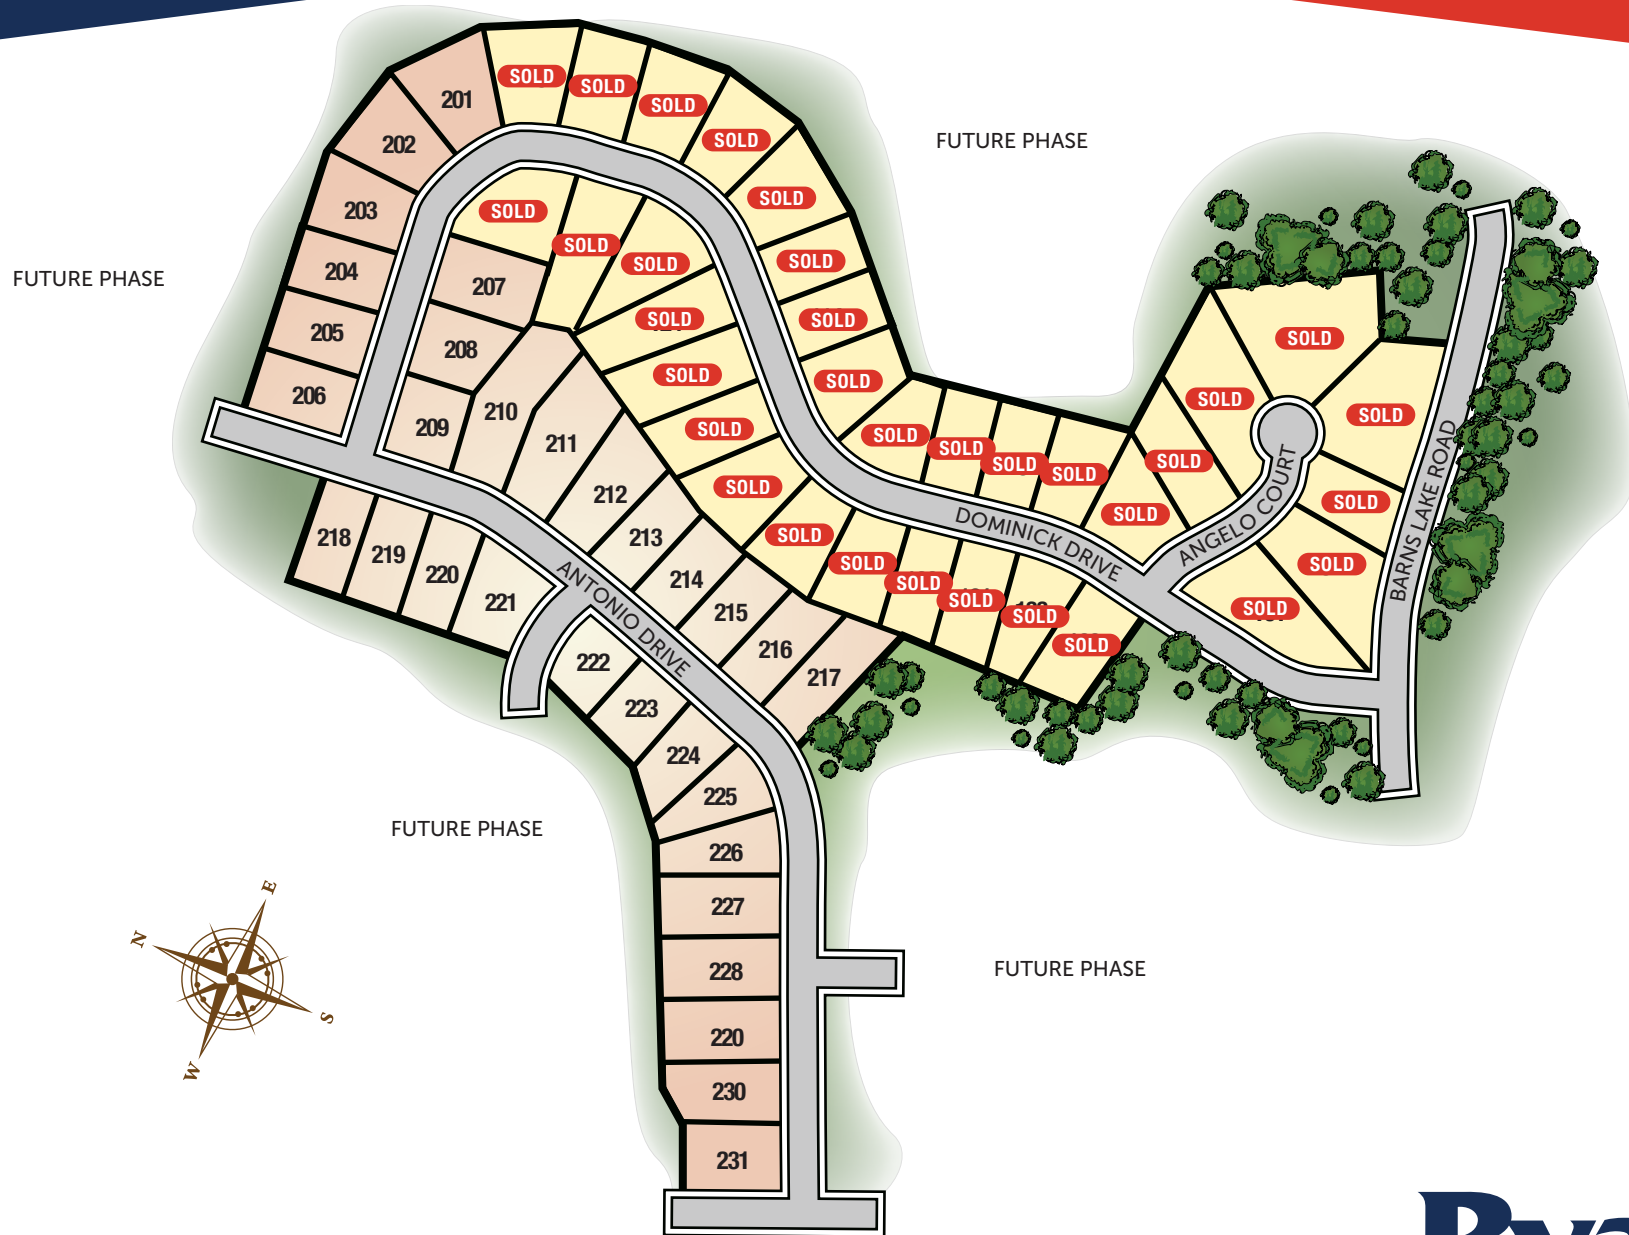 SOLD
SOLD
201
SOLD
SOLD
FUTURE PHASE
202
SOLD
203
SOLD
SOLD
SOLD
SOLD
SOLD
204
FUTURE PHASE
207
SOLD
SOLD
205
SOLD
208
SOLD
SOLD
206
SOLD
210
SOLD
209
SOLD
SOLD
211
SOLD
SOLD
SOLD
SOLD
SOLD
212
SOLD
SOLD
DOMINICK DRIVE
ANGELO COURT
BARNS LAKE ROAD
218
213
SOLD
219
SOLD
SOLD
220
214
SOLD
221
SOLD
215
SOLD
SOLD
ANTONIO DRIVE
SOLD
216
222
217
223
224
225
FUTURE PHASE
226
E
227
N
FUTURE PHASE
228
S
220
W
230
231